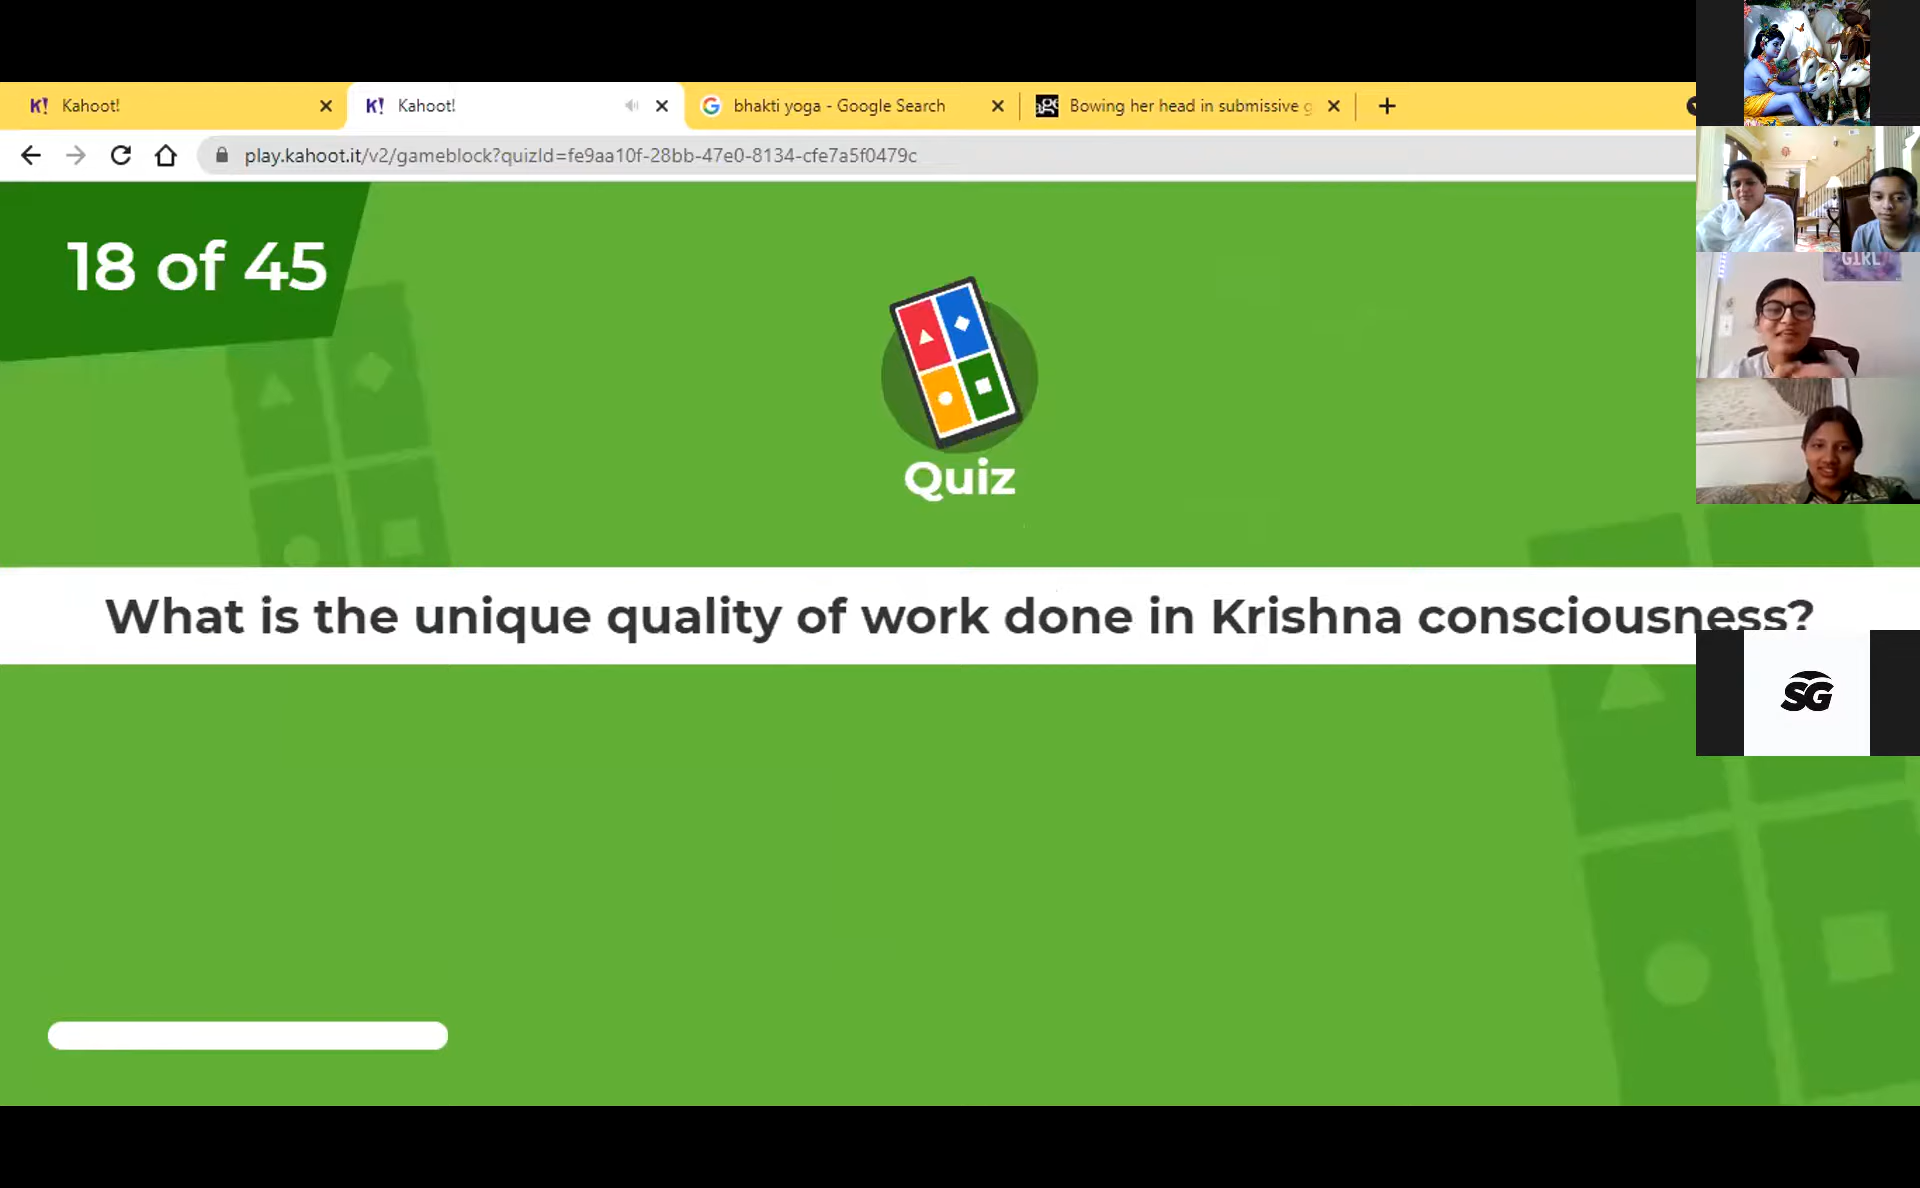 Kahoot!
Kahoot!
bhakti yoga - Google Search
Bowing her head in submissive g
play.kahoot.it/v2/gameblock?quizId=fe9aa10f-28bb-47e0-8134-cfe7a5f0479c
18 of 45
GIRL
Quiz
What is the unique quality of work done in Krishna consciousness?
SG